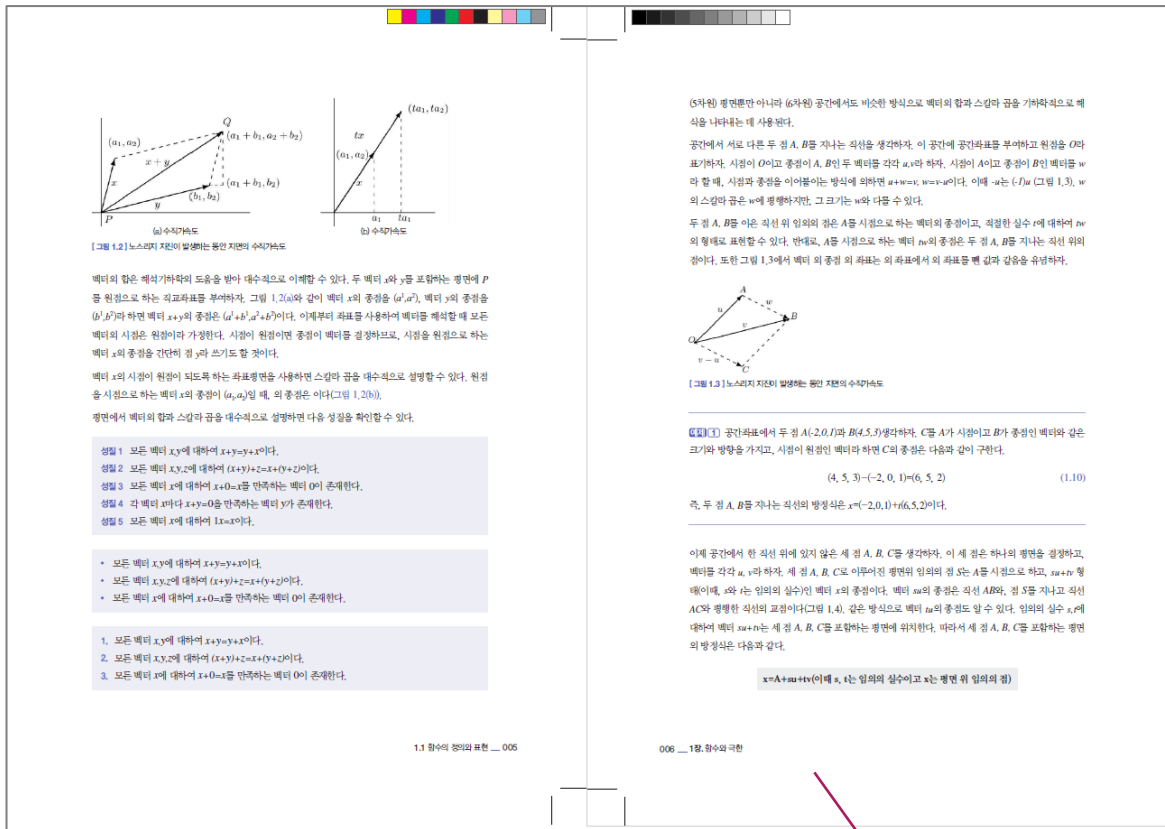 Q
(a₁, a₂)
(a₁ + b₁, a₂ + b₂)
x + y
x
(a₁ + b₁, b₂)
(b₁, b₂)
y
P
(a) 수직가속도
(ta₁, ta₂)
tx
(a₁, a₂)
x
a₁
ta₁
(b) 수직가속도
[ 그림 1.2 ] 노스리지 지진이 발생하는 동안 지면의 수직가속도
벡터의 합은 해석기하학의 도움을 받아 대수적으로 이해할 수 있다. 두 벡터 x와 y를 포함하는 평면에 P
를 원점으로 하는 직교좌표를 부여하자. 그림 1.2(a)와 같이 벡터 x의 종점을 (a¹,a²), 벡터 y의 종점을
(b¹,b²)라 하면 벡터 x+y의 종점은 (a¹+b¹,a²+b²)이다. 이제부터 좌표를 사용하여 벡터를 해석할 때 모든
벡터의 시점은 원점이라 가정한다. 시점이 원점이면 종점이 벡터를 결정하므로, 시점을 원점으로 하는
벡터 x의 종점을 간단히 점 y라 쓰기도 할 것이다.
벡터 x의 시점이 원점이 되도록 하는 좌표평면을 사용하면 스칼라 곱을 대수적으로 설명할 수 있다. 원점
을 시점으로 하는 벡터 x의 종점이 (a₁,a₂)일 때, 의 종점은 이다(그림 1.2(b)).
평면에서 벡터의 합과 스칼라 곱을 대수적으로 설명하면 다음 성질을 확인할 수 있다.
성질 1 모든 벡터 x,y에 대하여 x+y=y+x이다.
성질 2 모든 벡터 x,y,z에 대하여 (x+y)+z=x+(y+z)이다.
성질 3 모든 벡터 x에 대하여 x+0=x를 만족하는 벡터 0이 존재한다.
성질 4 각 벡터 x마다 x+y=0을 만족하는 벡터 y가 존재한다.
성질 5 모든 벡터 x에 대하여 1x=x이다.
• 모든 벡터 x,y에 대하여 x+y=y+x이다.
• 모든 벡터 x,y,z에 대하여 (x+y)+z=x+(y+z)이다.
• 모든 벡터 x에 대하여 x+0=x를 만족하는 벡터 0이 존재한다.
1. 모든 벡터 x,y에 대하여 x+y=y+x이다.
2. 모든 벡터 x,y,z에 대하여 (x+y)+z=x+(y+z)이다.
3. 모든 벡터 x에 대하여 x+0=x를 만족하는 벡터 0이 존재한다.
1.1 함수의 정의와 표현 __ 005
(5차원) 평면뿐만 아니라 (6차원) 공간에서도 비슷한 방식으로 벡터의 합과 스칼라 곱을 기하학적으로 해
식을 나타내는 데 사용된다.
공간에서 서로 다른 두 점 A, B를 지나는 직선을 생각하자. 이 공간에 공간좌표를 부여하고 원점을 O라
표기하자. 시점이 O이고 종점이 A, B인 두 벡터를 각각 u,v라 하자. 시점이 A이고 종점이 B인 벡터를 w
라 할 때, 시점과 종점을 이어붙이는 방식에 의하면 u+w=v, w=v-u이다. 이때 -u는 (-1)u (그림 1.3). w
의 스칼라 곱은 w에 평행하지만, 그 크기는 w와 다를 수 있다.
두 점 A, B를 이은 직선 위 임의의 점은 A를 시점으로 하는 벡터의 종점이고, 적절한 실수 t에 대하여 tw
의 형태로 표현할 수 있다. 반대로, A를 시점으로 하는 벡터 tw의 종점은 두 점 A, B를 지나는 직선 위의
점이다. 또한 그림 1.3에서 벡터 의 종점 의 좌표는 의 좌표에서 의 좌표를 뺀 값과 같음을 유념하자.
A
u
w
B
v
O
v − u
C
[ 그림 1.3 ] 노스리지 지진이 발생하는 동안 지면의 수직가속도
예제 1 공간좌표에서 두 점 A(-2,0,1)과 B(4,5,3)생각하자. C를 A가 시점이고 B가 종점인 벡터와 같은
크기와 방향을 가지고, 시점이 원점인 벡터라 하면 C의 종점은 다음과 같이 구한다.
(4, 5, 3)−(−2, 0, 1)=(6, 5, 2) (1.10)
즉, 두 점 A, B를 지나는 직선의 방정식은 x=(−2,0,1)+t(6,5,2)이다.
이제 공간에서 한 직선 위에 있지 않은 세 점 A, B, C를 생각하자. 이 세 점은 하나의 평면을 결정하고,
벡터를 각각 u, v라 하자. 세 점 A, B, C로 이루어진 평면위 임의의 점 S는 A를 시점으로 하고, su+tv 형
태(이때, s와 t는 임의의 실수)인 벡터 x의 종점이다. 벡터 su의 종점은 직선 AB와, 점 S를 지나고 직선
AC와 평행한 직선의 교점이다(그림 1.4). 같은 방식으로 벡터 tu의 종점도 알 수 있다. 임의의 실수 s,t에
대하여 벡터 su+tv는 세 점 A, B, C를 포함하는 평면에 위치한다. 따라서 세 점 A, B, C를 포함하는 평면
의 방정식은 다음과 같다.
x=A+su+tv(이때 s, t는 임의의 실수이고 x는 평면 위 임의의 점)
006 __ 1장. 함수와 극한